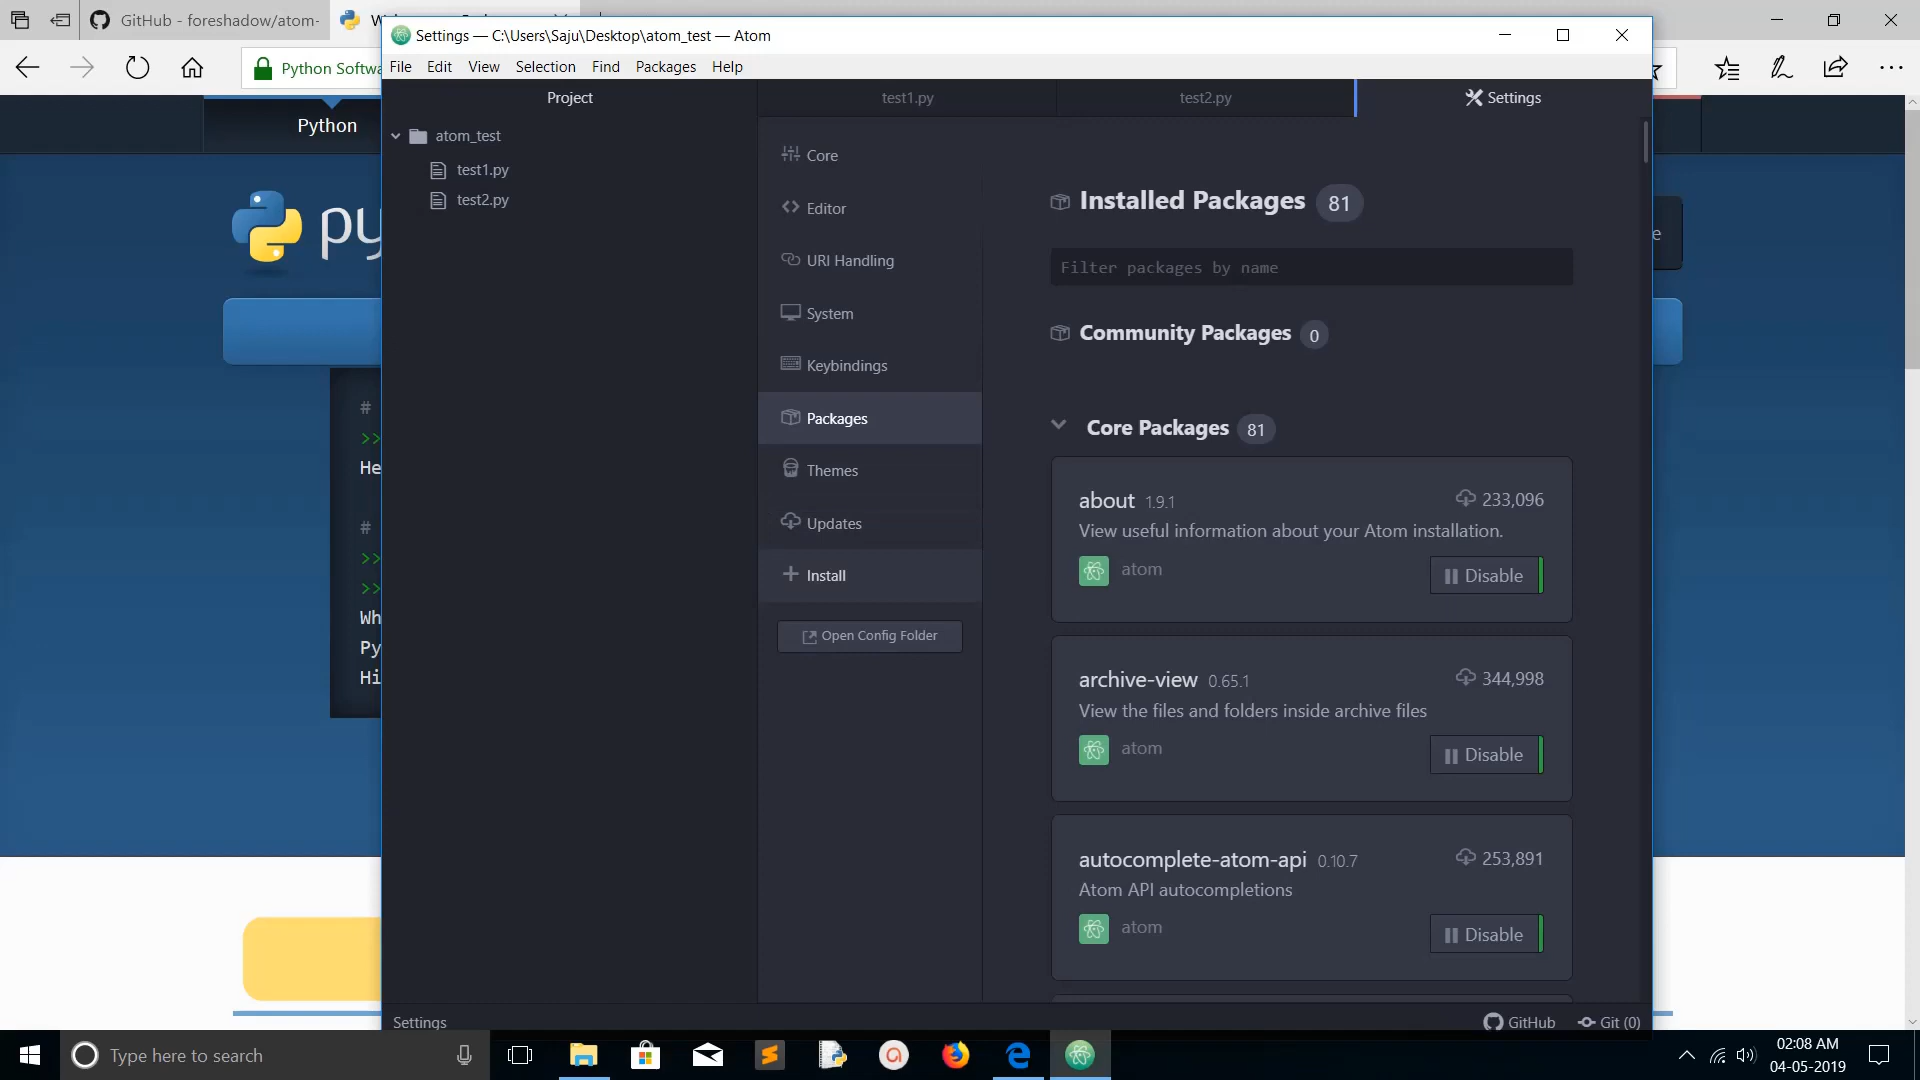 GitHub - foreshadow/atom-
Settings — C:\Users\Saju\Desktop\atom_test — Atom
Python Softwa
File Edit View Selection Find Packages Help
Project
test1.py
test2.py
Settings
Python
atom_test
test1.py
test2.py
Core
Editor
URI Handling
System
Keybindings
Packages
Themes
Updates
Install
Open Config Folder
Installed Packages 81
Filter packages by name
Community Packages 0
Core Packages 81
about 1.9.1
233,096
View useful information about your Atom installation.
atom
Disable
archive-view 0.65.1
344,998
View the files and folders inside archive files
atom
Disable
autocomplete-atom-api 0.10.7
253,891
Atom API autocompletions
atom
Disable
py
e
#
>>
He
#
>>
>>
Wh
Py
Hi
Settings
GitHub
Git (0)
Type here to search
02:08 AM
04-05-2019